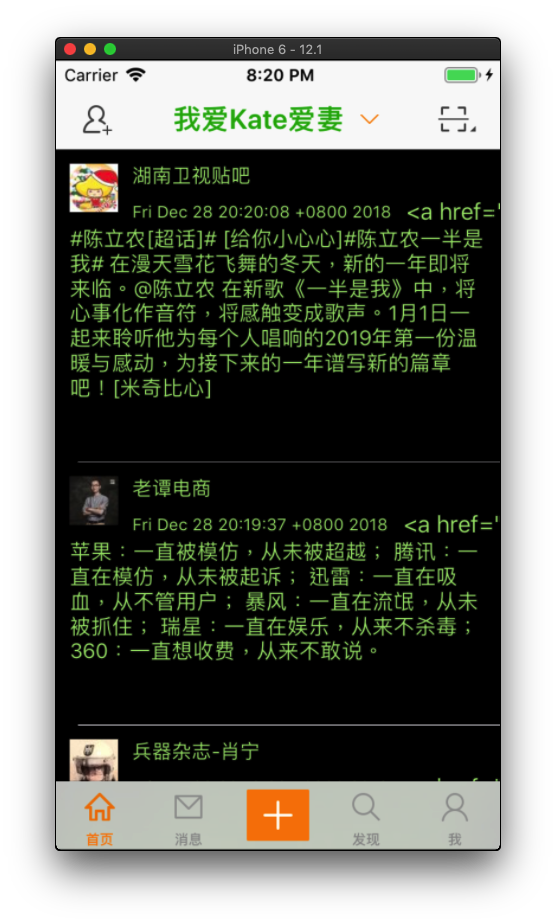 iPhone 6 - 12.1
Carrier 8:20 PM
我爱Kate爱妻
湖南卫视贴吧
Fri Dec 28 20:20:08 +0800 2018 <a href='
#陈立农[超话]# [给你小心心]#陈立农一半是
我# 在漫天雪花飞舞的冬天，新的一年即将
来临。@陈立农 在新歌《一半是我》中，将
心事化作音符，将感触变成歌声。1月1日一
起来聆听他为每个人唱响的2019年第一份温
暖与感动，为接下来的一年谱写新的篇章
吧！[米奇比心]
老谭电商
Fri Dec 28 20:19:37 +0800 2018 <a href='
苹果：一直被模仿，从未被超越； 腾讯：一
直在模仿，从未被起诉； 迅雷：一直在吸
血，从不管用户； 暴风：一直在流氓，从未
被抓住； 瑞星：一直在娱乐，从来不杀毒；
360：一直想收费，从来不敢说。
兵器杂志-肖宁
首页 消息 发现 我